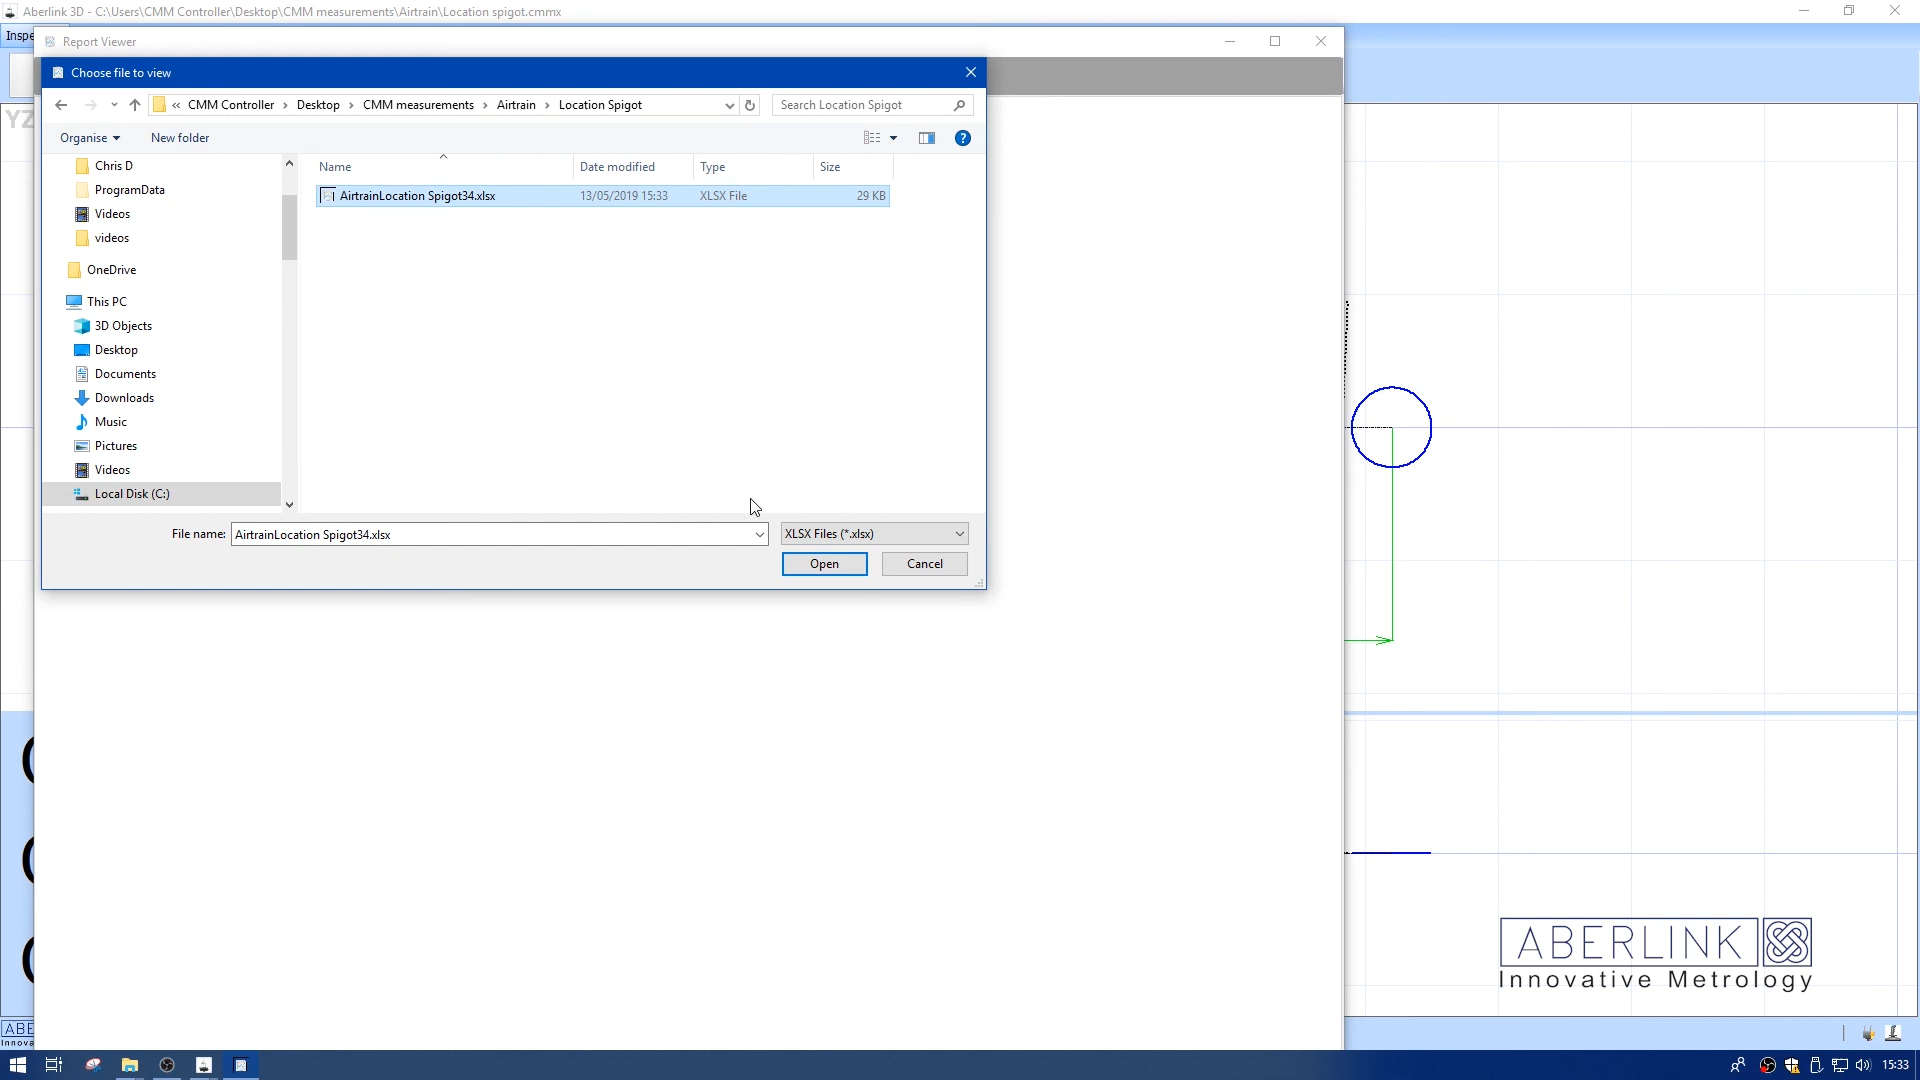 Aberlink 3D - C:\Users\CMM Controller\Desktop\CMM measurements\Airtrain\Location spigot.cmmx
Inspe
Report Viewer
Choose file to view
« CMM Controller › Desktop › CMM measurements › Airtrain › Location Spigot
Search Location Spigot
Organise
New folder
YZ
Name
Date modified
Type
Size
AirtrainLocation Spigot34.xlsx
13/05/2019 15:33
XLSX File
29 KB
Chris D
ProgramData
Videos
videos
OneDrive
This PC
3D Objects
Desktop
Documents
Downloads
Music
Pictures
Videos
Local Disk (C:)
File name:
AirtrainLocation Spigot34.xlsx
XLSX Files (*.xlsx)
Open
Cancel
ABERLINK
Innovative Metrology
ABE
Innova
15:33